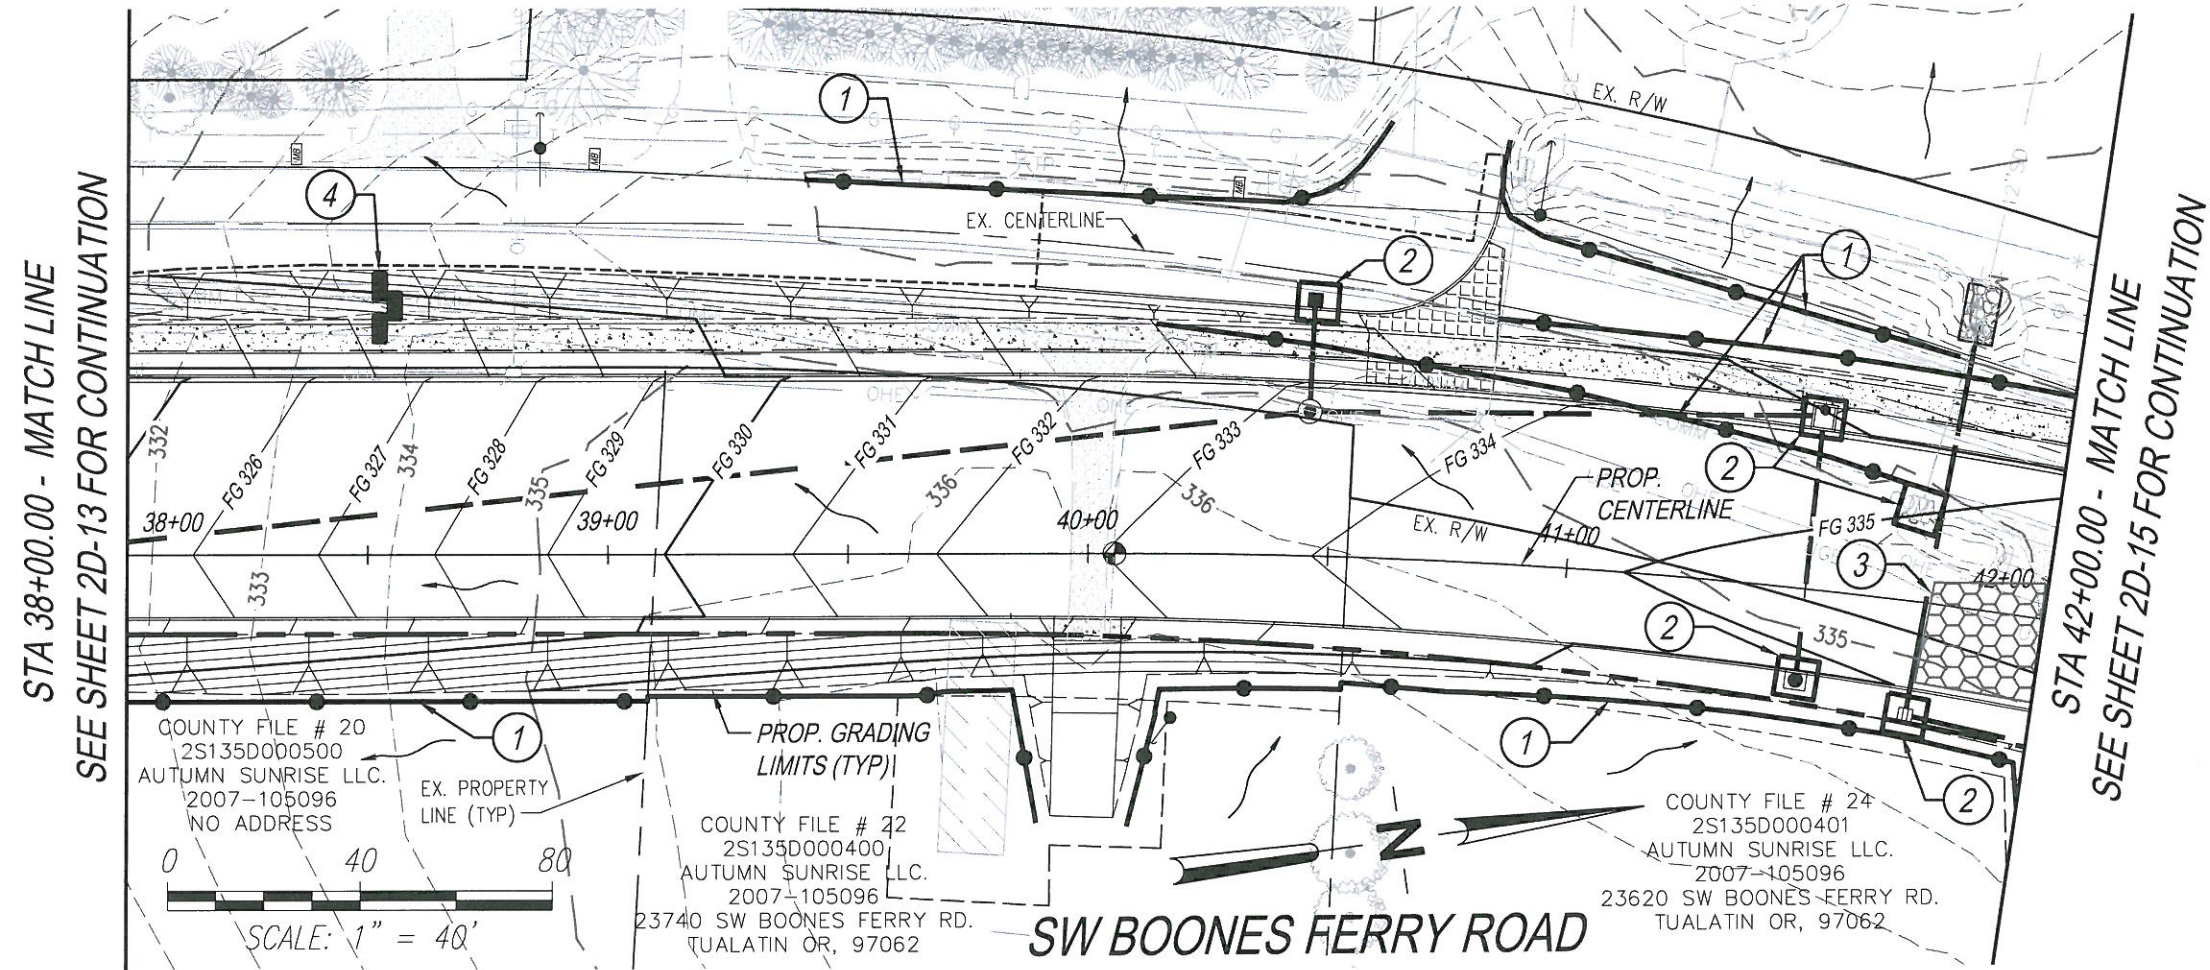 STA 38+00.00 - MATCH LINE
SEE SHEET 2D-13 FOR CONTINUATION
EX. R/W
1
MB
MB
MB
4
EX. CENTERLINE
2
1
OHE
OHE
OHE
COMM
332
FG 326
FG 327
334
FG 328
335
FG 329
FG 330
FG 331
FG 332
336
FG 333
336
FG 334
2
PROP.
CENTERLINE
38+00
39+00
40+00
EX. R/W
41+00
FG 335
3
42+00
333
2
335
1
PROP. GRADING
LIMITS (TYP)
1
2
COUNTY FILE # 20
2S135D000500
AUTUMN SUNRISE LLC.
2007-105096
NO ADDRESS
EX. PROPERTY
LINE (TYP)
COUNTY FILE # 22
2S135D000400
AUTUMN SUNRISE LLC.
2007-105096
23740 SW BOONES FERRY RD.
TUALATIN OR, 97062
N
COUNTY FILE # 24
2S135D000401
AUTUMN SUNRISE LLC.
2007-105096
23620 SW BOONES FERRY RD.
TUALATIN OR, 97062
0 40 80
SCALE: 1" = 40'
SW BOONES FERRY ROAD
STA 42+00.00 - MATCH LINE
SEE SHEET 2D-15 FOR CONTINUATION